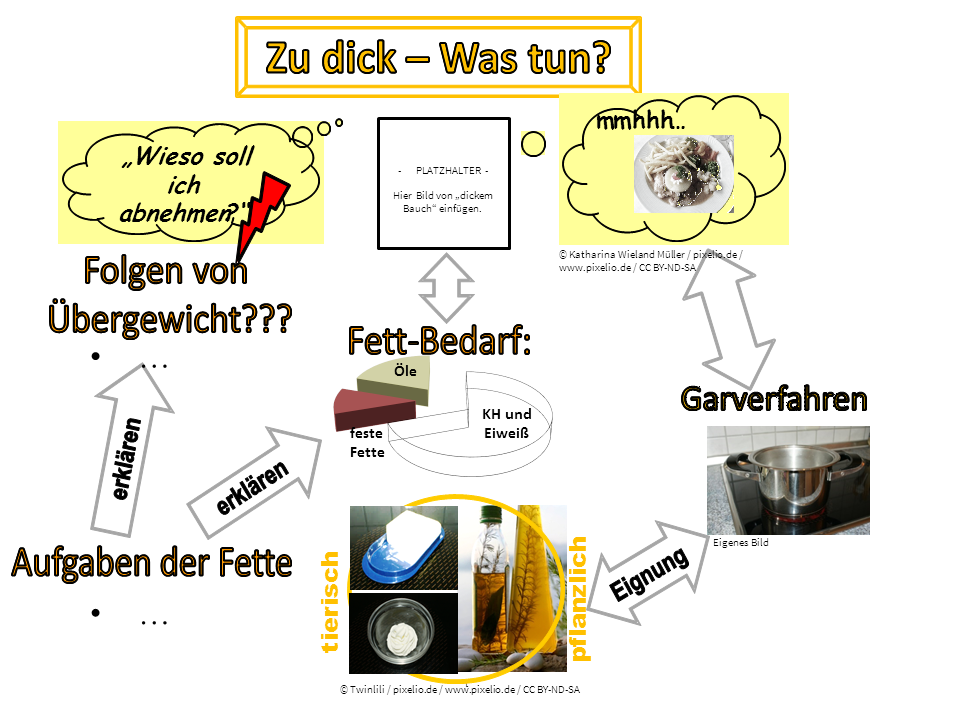 Zu dick – Was tun?
„Wieso soll
ich
abnehmen?"
- PLATZHALTER -
Hier Bild von „dickem
Bauch“ einfügen.
mmhhh..
© Katharina Wieland Müller / pixelio.de /
www.pixelio.de / CC BY-ND-SA
Folgen von
Übergewicht???
• …
Fett-Bedarf:
Öle
KH und
Eiweiß
feste
Fette
Garverfahren
Eigenes Bild
erklären
erklären
Aufgaben der Fette
• …
tierisch
pflanzlich
Eignung
© Twinlili / pixelio.de / www.pixelio.de / CC BY-ND-SA